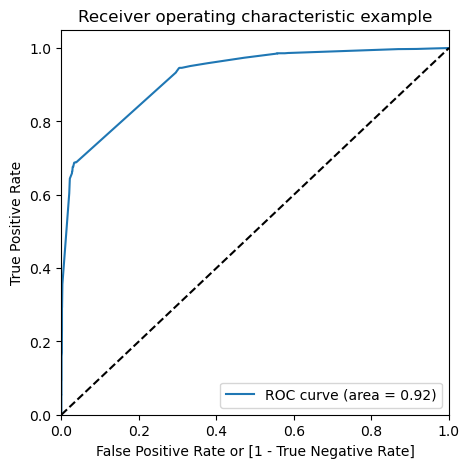 Receiver operating characteristic example
1.0
0.8
0.6
0.4
0.2
0.0
True Positive Rate
ROC curve (area = 0.92)
0.0 0.2 0.4 0.6 0.8 1.0
False Positive Rate or [1 - True Negative Rate]